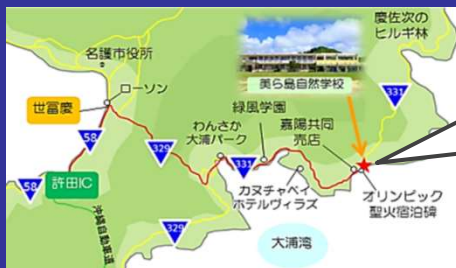 慶佐次の
ヒルギ林
名護市役所
ローソン
世冨慶
美ら島自然学校
331
緑風学園
嘉陽共同
売店
わんさか
大浦パーク
58
329
331
カヌチャベイ
ホテルヴィラズ
オリンピック
聖火宿泊碑
58
許田IC
沖縄自動車道
329
大浦湾